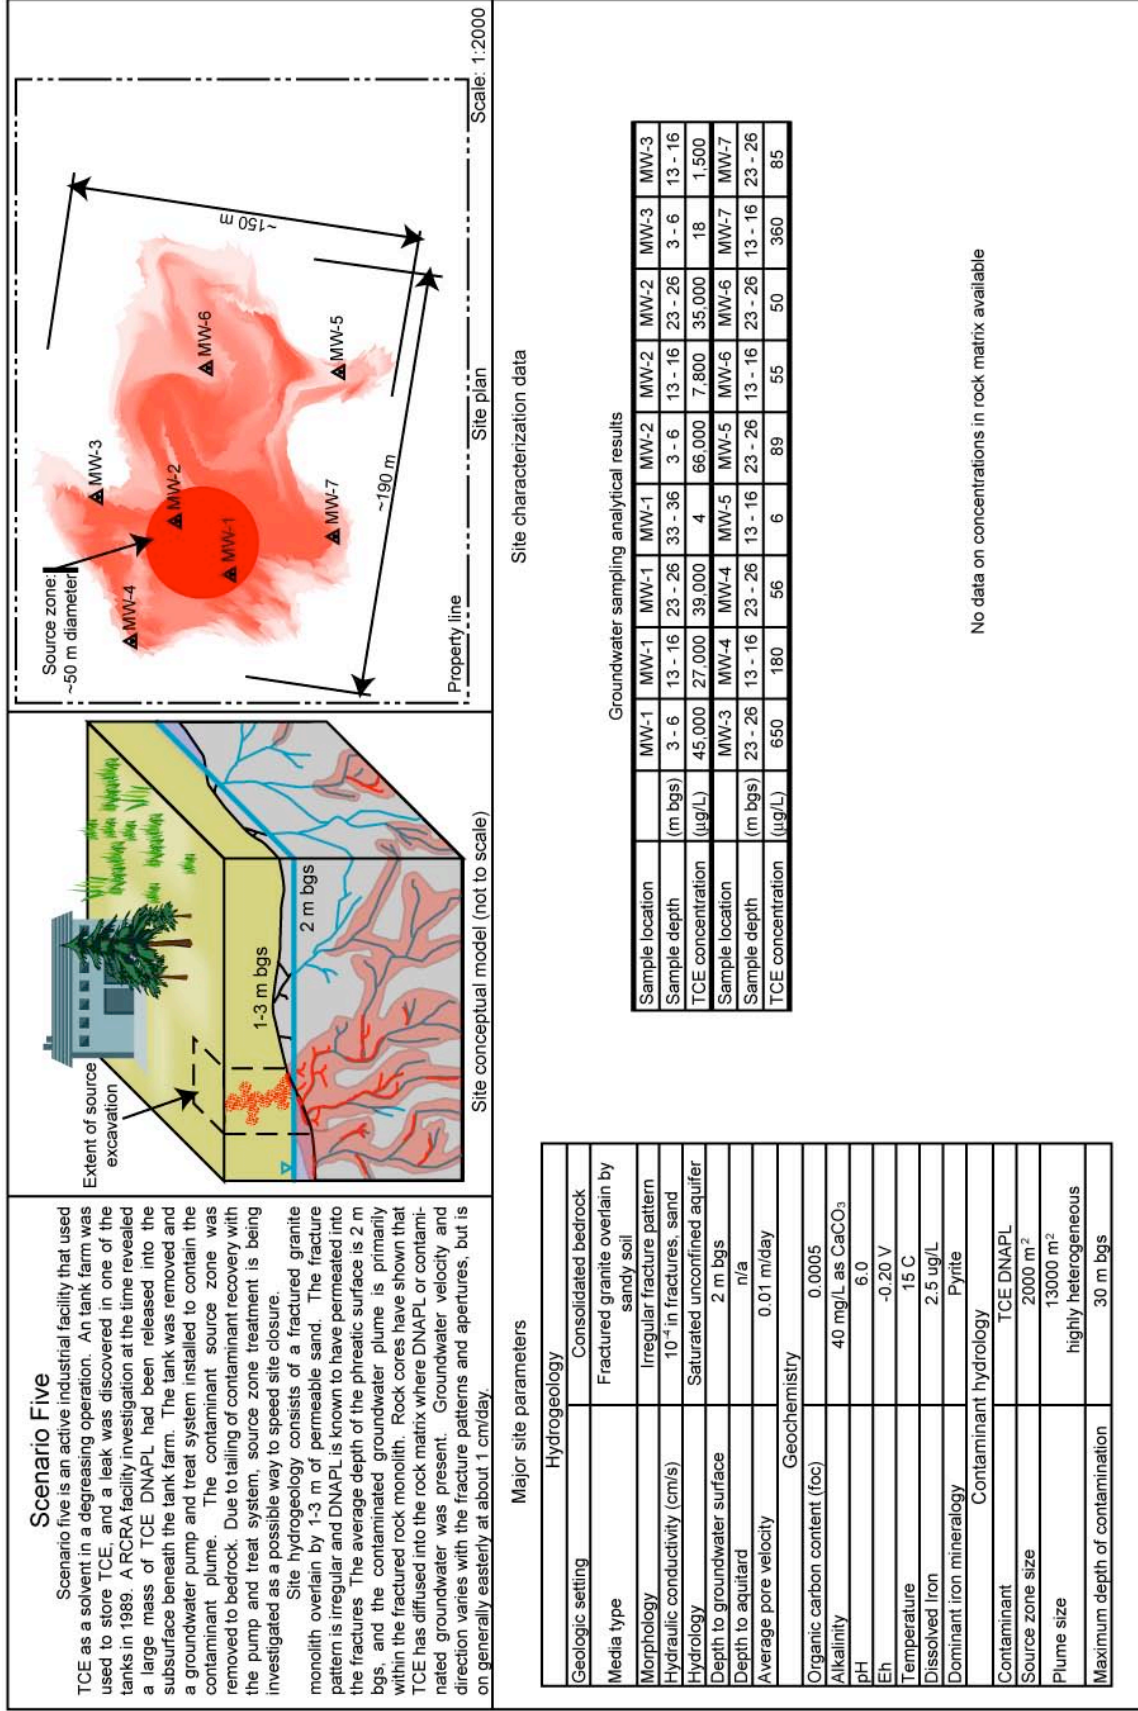 Scenario Five
Scenario five is an active industrial facility that used
TCE as a solvent in a degreasing operation. An tank farm was
used to store TCE, and a leak was discovered in one of the
tanks in 1989. A RCRA facility investigation at the time revealed
a large mass of TCE DNAPL had been released into the
subsurface beneath the tank farm. The tank was removed and
a groundwater pump and treat system installed to contain the
contaminant plume. The contaminant source zone was
removed to bedrock. Due to tailing of contaminant recovery with
the pump and treat system, source zone treatment is being
investigated as a possible way to speed site closure.
Site hydrogeology consists of a fractured granite
monolith overlain by 1-3 m of permeable sand. The fracture
pattern is irregular and DNAPL is known to have permeated into
the fractures The average depth of the phreatic surface is 2 m
bgs, and the contaminated groundwater plume is primarily
within the fractured rock monolith. Rock cores have shown that
TCE has diffused into the rock matrix where DNAPL or contami-
nated groundwater was present. Groundwater velocity and
direction varies with the fracture patterns and apertures, but is
on generally easterly at about 1 cm/day.
Extent of source
excavation
1-3 m bgs
2 m bgs
Site conceptual model (not to scale)
Source zone:
~50 m diameter
MW-4
MW-3
MW-2
MW-1
MW-6
MW-7
MW-5
~150 m
~190 m
Property line
Site plan
Scale: 1:2000
Major site parameters
Hydrogeology
Geologic setting Consolidated bedrock
Media type Fractured granite overlain by
sandy soil
Morphology Irregular fracture pattern
Hydraulic conductivity (cm/s) 10⁻⁴ in fractures, sand
Hydrology Saturated unconfined aquifer
Depth to groundwater surface 2 m bgs
Depth to aquitard n/a
Average pore velocity 0.01 m/day
Geochemistry
Organic carbon content (foc) 0.0005
Alkalinity 40 mg/L as CaCO₃
pH 6.0
Eh -0.20 V
Temperature 15 C
Dissolved Iron 2.5 ug/L
Dominant iron mineralogy Pyrite
Contaminant hydrology
Contaminant TCE DNAPL
Source zone size 2000 m²
Plume size 13000 m²
highly heterogeneous
Maximum depth of contamination 30 m bgs
Site characterization data
Groundwater sampling analytical results
Sample location MW-1 MW-1 MW-1 MW-1 MW-2 MW-2 MW-2 MW-3 MW-3
Sample depth (m bgs) 3 - 6 13 - 16 23 - 26 33 - 36 3 - 6 13 - 16 23 - 26 3 - 6 13 - 16
TCE concentration (µg/L) 45,000 27,000 39,000 4 66,000 7,800 35,000 18 1,500
Sample location MW-3 MW-4 MW-4 MW-5 MW-5 MW-6 MW-6 MW-7 MW-7
Sample depth (m bgs) 23 - 26 13 - 16 23 - 26 13 - 16 23 - 26 13 - 16 23 - 26 13 - 16 23 - 26
TCE concentration (µg/L) 650 180 56 6 89 55 50 360 85
No data on concentrations in rock matrix available